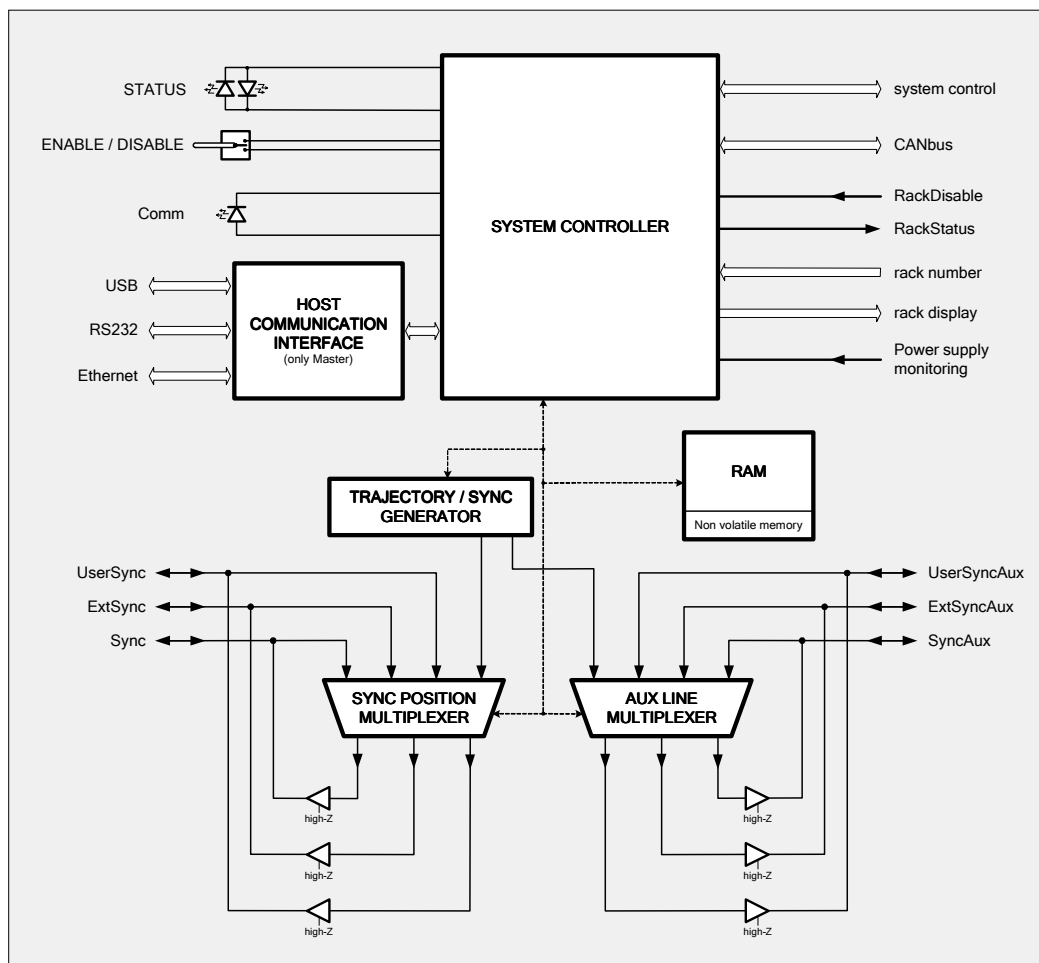 STATUS
ENABLE / DISABLE
Comm
USB
RS232
Ethernet
HOST
COMMUNICATION
INTERFACE
(only Master)
SYSTEM CONTROLLER
system control
CANbus
RackDisable
RackStatus
rack number
rack display
Power supply
monitoring
TRAJECTORY / SYNC
GENERATOR
RAM
Non volatile memory
UserSync
ExtSync
Sync
UserSyncAux
ExtSyncAux
SyncAux
SYNC POSITION
MULTIPLEXER
AUX LINE
MULTIPLEXER
high-Z
high-Z
high-Z
high-Z
high-Z
high-Z